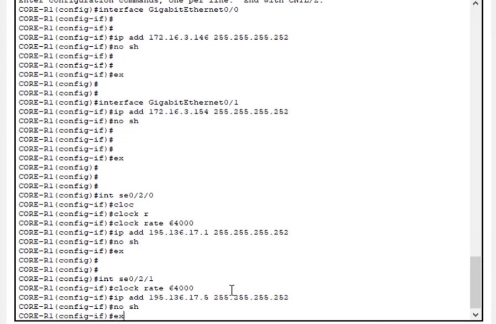 Enter configuration commands, one per line.  End with CNTL/Z.
CORE-R1(config)#interface GigabitEthernet0/0
CORE-R1(config-if)#
CORE-R1(config-if)#
CORE-R1(config-if)#ip add 172.16.3.146 255.255.255.252
CORE-R1(config-if)#no sh
CORE-R1(config-if)#
CORE-R1(config-if)#
CORE-R1(config-if)#ex
CORE-R1(config)#
CORE-R1(config)#
CORE-R1(config)#interface GigabitEthernet0/1
CORE-R1(config-if)#ip add 172.16.3.154 255.255.255.252
CORE-R1(config-if)#no sh
CORE-R1(config-if)#
CORE-R1(config-if)#
CORE-R1(config-if)#
CORE-R1(config-if)#ex
CORE-R1(config)#
CORE-R1(config)#
CORE-R1(config)#
CORE-R1(config)#int se0/2/0
CORE-R1(config-if)#cloc
CORE-R1(config-if)#clock r
CORE-R1(config-if)#clock rate 64000
CORE-R1(config-if)#ip add 195.136.17.1 255.255.255.252
CORE-R1(config-if)#no sh
CORE-R1(config-if)#ex
CORE-R1(config)#
CORE-R1(config)#
CORE-R1(config)#int se0/2/1
CORE-R1(config-if)#clock rate 64000
CORE-R1(config-if)#ip add 195.136.17.5 255.255.255.252
CORE-R1(config-if)#no sh
CORE-R1(config-if)#ex